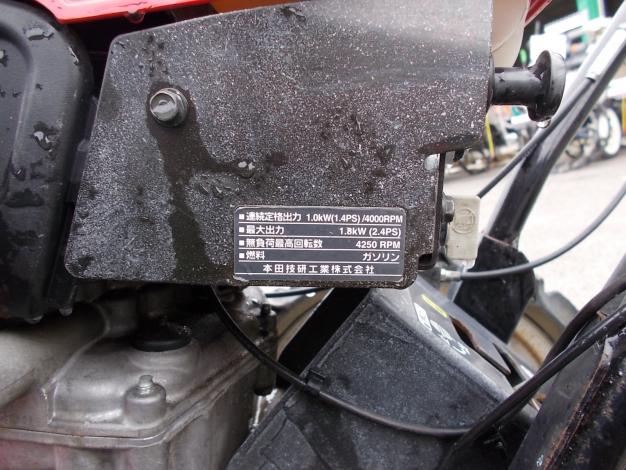 ■連続定格出力 1.0kW(1.4PS)/4000RPM
■最大出力 1.8kW (2.4PS)
■無負荷最高回転数 4250 RPM
■燃料 ガソリン
本田技研工業株式会社